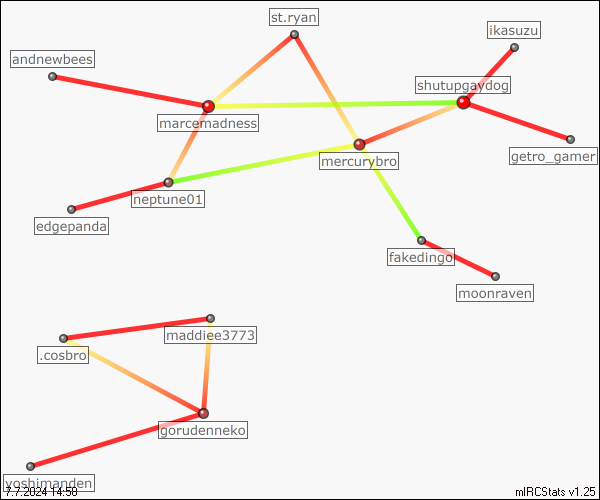 st.ryan
ikasuzu
andnewbees
shutupgaydog
marcemadness
getro_gamer
mercurybro
neptune01
edgepanda
fakedingo
moonraven
maddiee3773
.cosbro
gorudenneko
yoshimanden
7.7.2024 14:58
mIRCStats v1.25